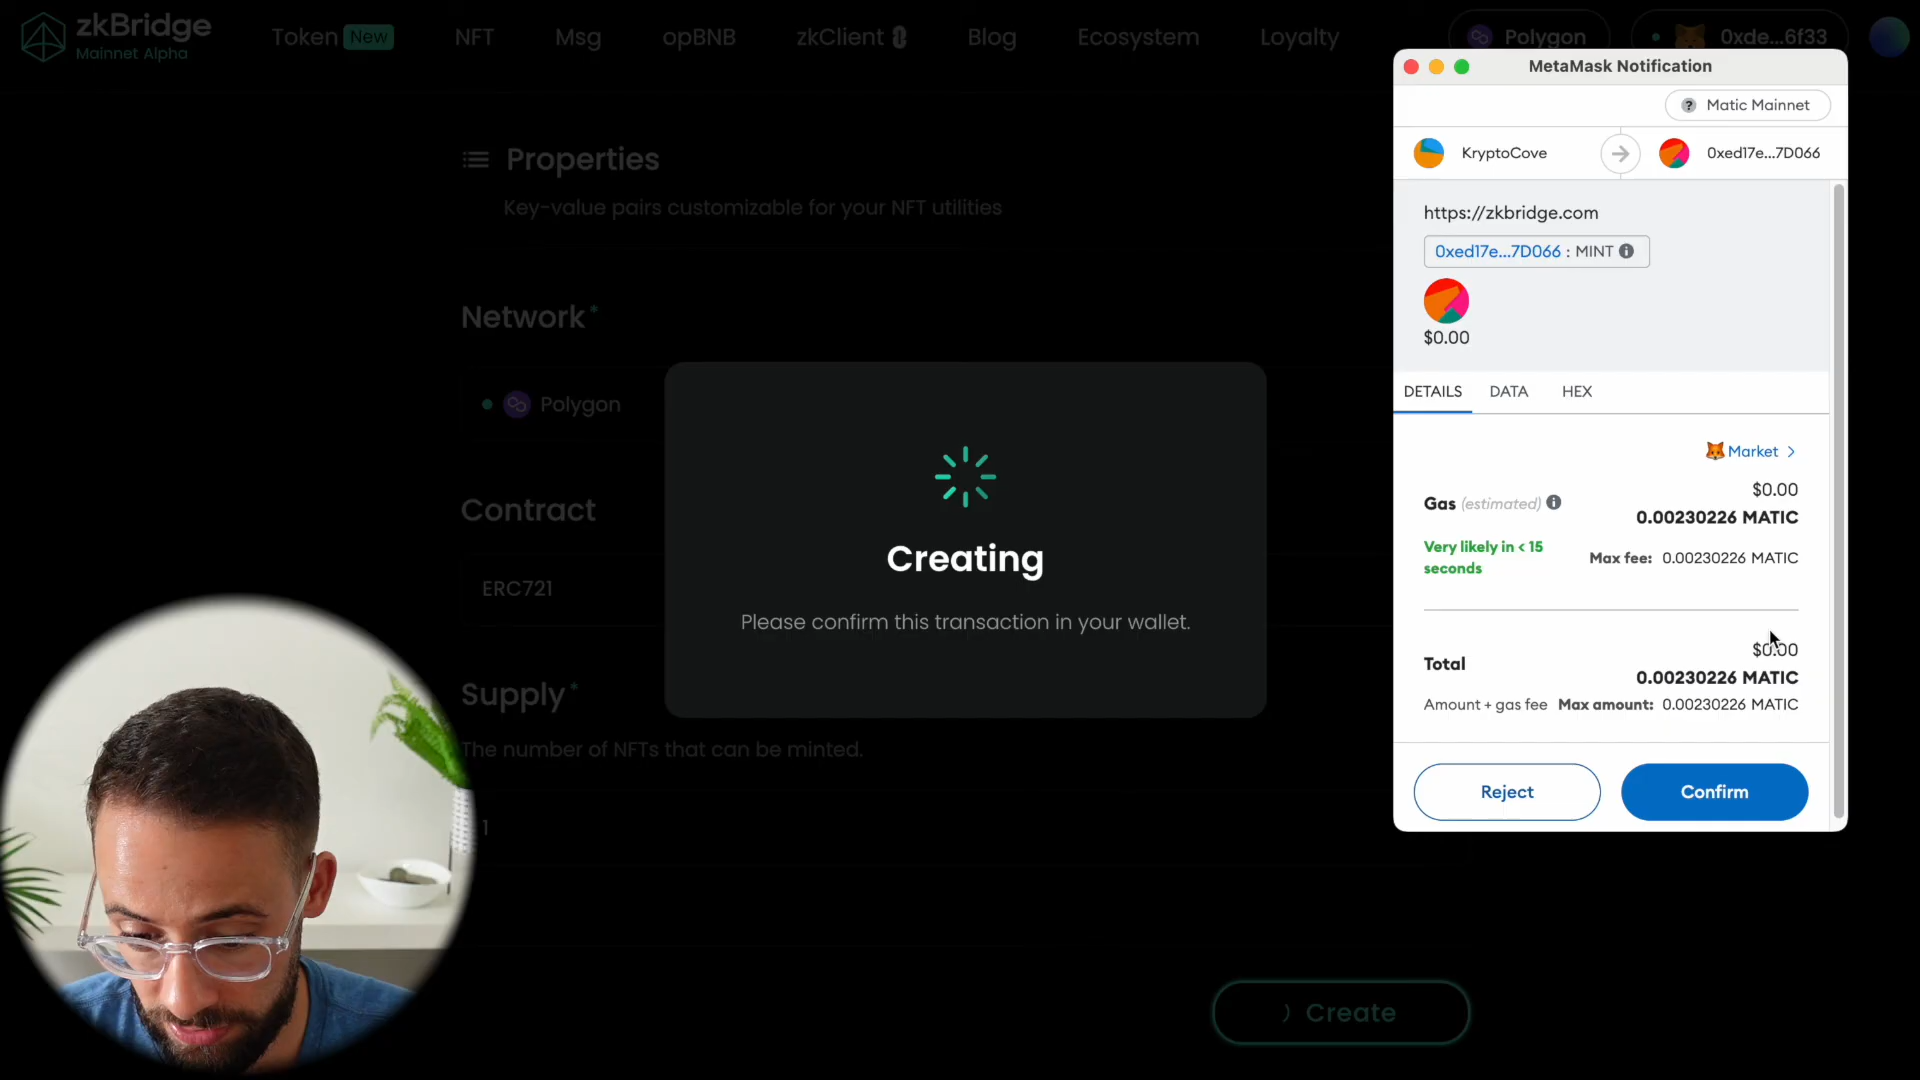 zkBridge
Mainnet Alpha
Token New NFT Msg opBNB zkClient Blog Ecosystem Loyalty Polygon 0xde...6f33
Properties
Key-value pairs customizable for your NFT utilities
Network*
Polygon
Contract
ERC721
Supply*
The number of NFTs that can be minted.
1
Create
Creating
Please confirm this transaction in your wallet.
MetaMask Notification
? Matic Mainnet
KryptoCove 0xed17e...7D066
https://zkbridge.com
0xed17e...7D066 : MINT
$0.00
DETAILS DATA HEX
Market >
$0.00
Gas (estimated) 0.00230226 MATIC
Very likely in < 15 seconds
Max fee: 0.00230226 MATIC
$0.00
Total 0.00230226 MATIC
Amount + gas fee Max amount: 0.00230226 MATIC
Reject Confirm